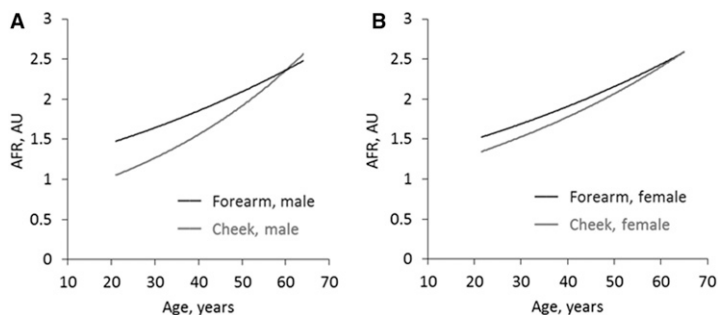 A
3
2.5
2
1.5
1
0.5
0
AFR, AU
10 20 30 40 50 60 70
Age, years
Forearm, male
Cheek, male
B
3
2.5
2
1.5
1
0.5
0
AFR, AU
10 20 30 40 50 60 70
Age, years
Forearm, female
Cheek, female